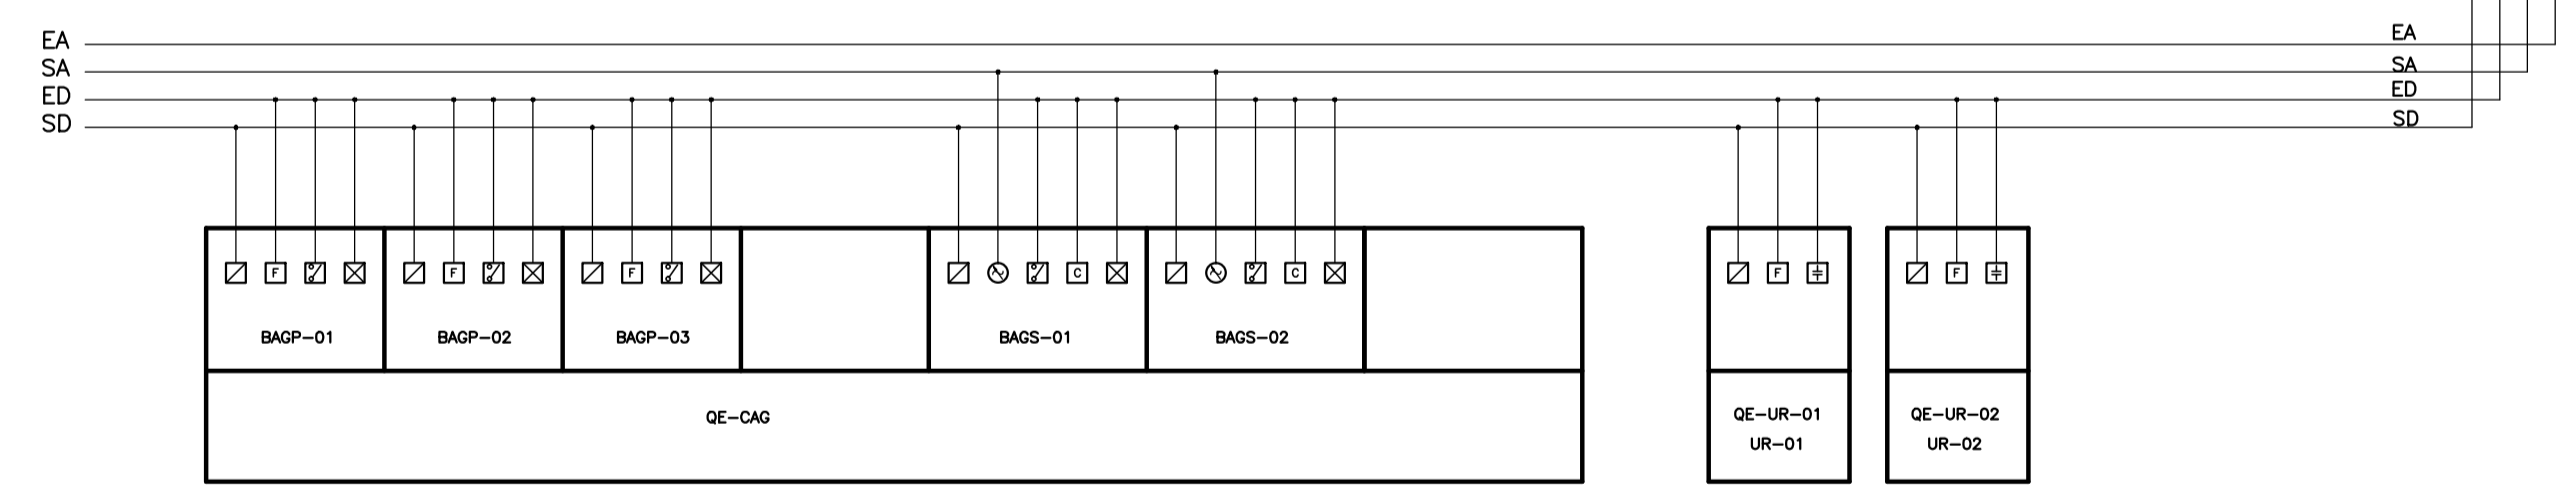 EA EA
SA SA
ED ED
SD SD
F F F C C F F
BAGP-01 BAGP-02 BAGP-03 BAGS-01 BAGS-02
QE-CAG
QE-UR-01
UR-01
QE-UR-02
UR-02